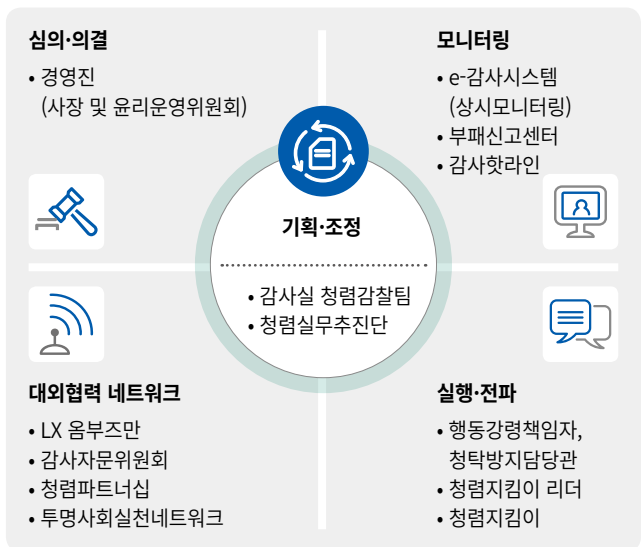 심의·의결
• 경영진
(사장 및 윤리운영위원회)
모니터링
• e-감사시스템
(상시모니터링)
• 부패신고센터
• 감사핫라인
기획·조정
• 감사실 청렴감찰팀
• 청렴실무추진단
대외협력 네트워크
• LX 옴부즈만
• 감사자문위원회
• 청렴파트너십
• 투명사회실천네트워크
실행·전파
• 행동강령책임자,
청탁방지담당관
• 청렴지킴이 리더
• 청렴지킴이